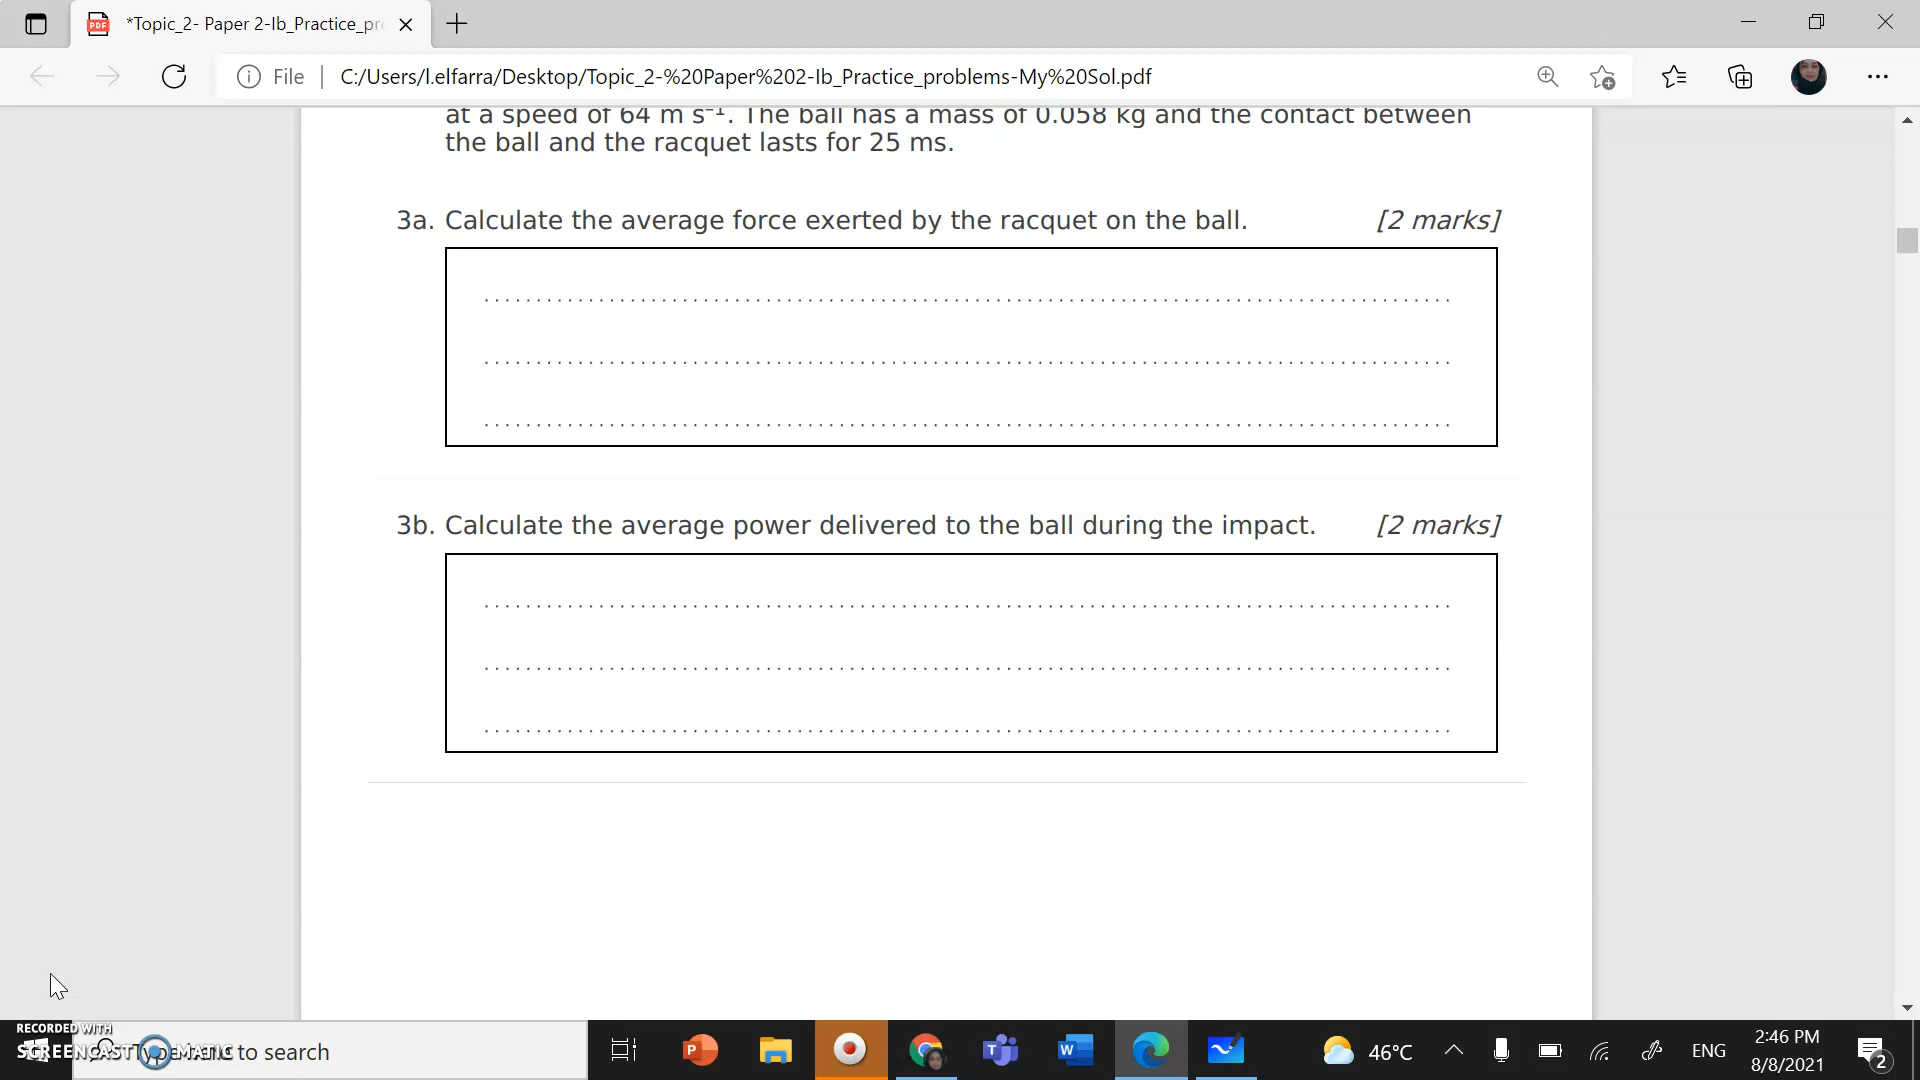 *Topic_2- Paper 2-Ib_Practice_pr
File
C:/Users/l.elfarra/Desktop/Topic_2-%20Paper%202-Ib_Practice_problems-My%20Sol.pdf
at a speed of 64 m s⁻¹. The ball has a mass of 0.058 kg and the contact between
the ball and the racquet lasts for 25 ms.
3a. Calculate the average force exerted by the racquet on the ball. [2 marks]
3b. Calculate the average power delivered to the ball during the impact. [2 marks]
RECORDED WITH
SCREENCAST MATIC
to search
46°C
ENG
2:46 PM
8/8/2021
2